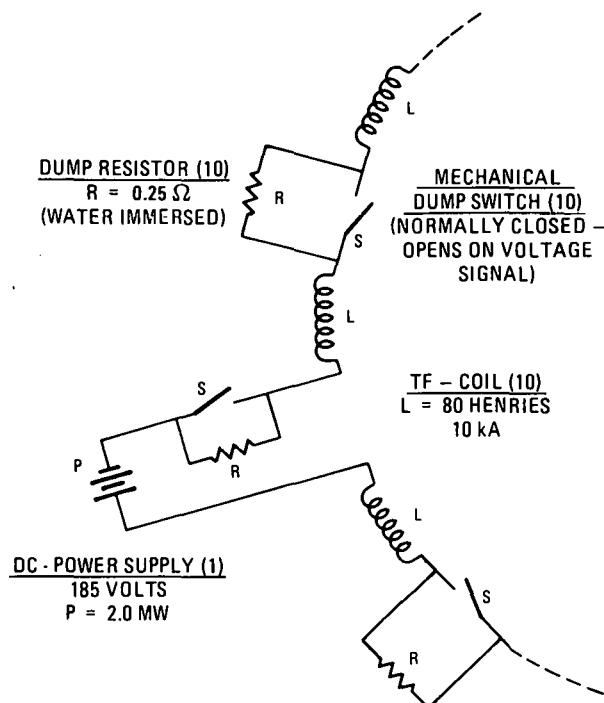 L
DUMP RESISTOR (10)
R = 0.25 Ω
(WATER IMMERSED)
R
MECHANICAL
DUMP SWITCH (10)
(NORMALLY CLOSED –
OPENS ON VOLTAGE
SIGNAL)
S
L
S
TF – COIL (10)
L = 80 HENRIES
10 kA
P
R
L
DC - POWER SUPPLY (1)
185 VOLTS
P = 2.0 MW
S
R